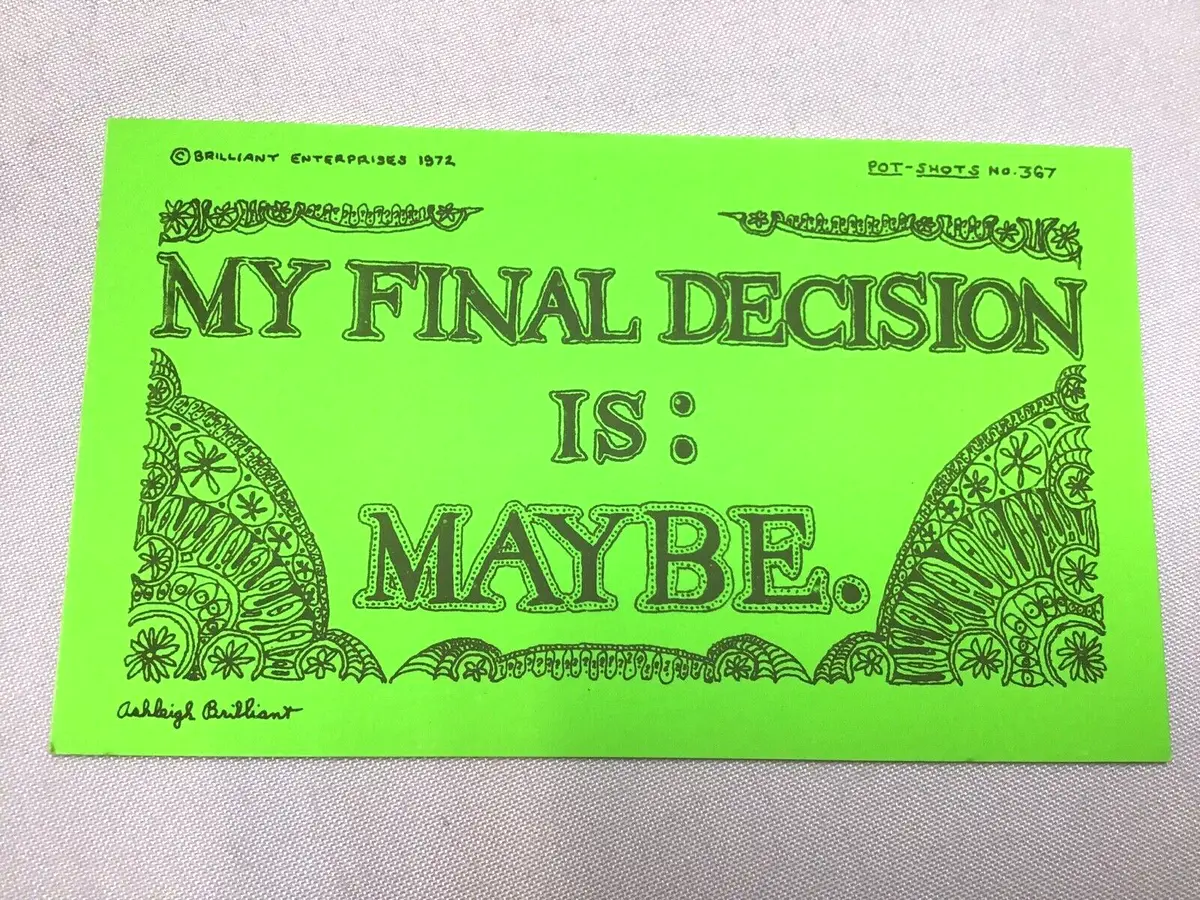 © BRILLIANT ENTERPRISES 1972
POT-SHOTS NO. 367
MY FINAL DECISION
IS:
MAYBE.
Ashleigh Brilliant